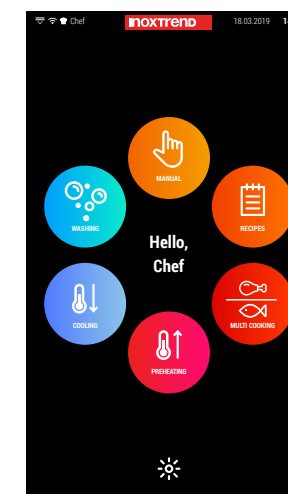 Chef
INOXTREND
18.03.2019
MANUAL
WASHING
RECIPES
Hello,
Chef
COOLING
MULTI COOKING
PREHEATING